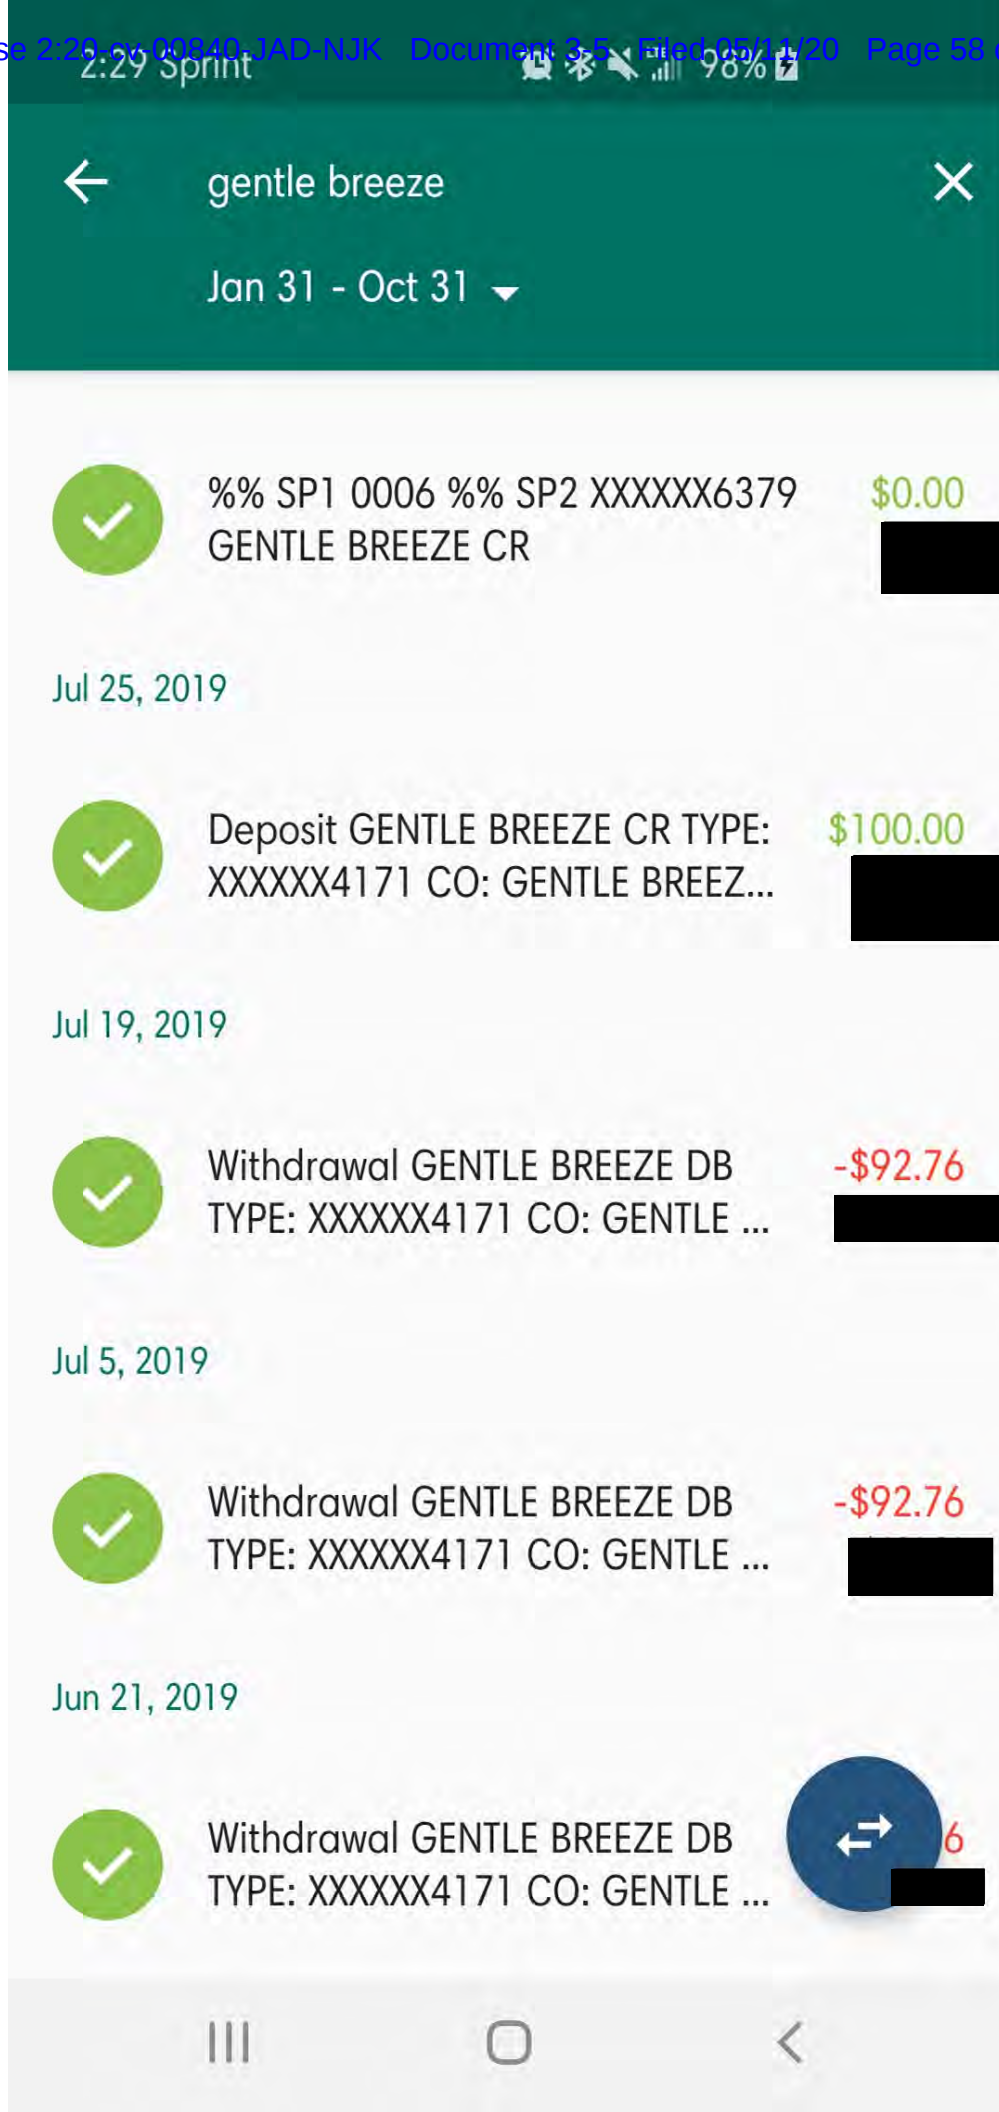 se 2:20-cv-00840-JAD-NJK Document 3-5 Filed 05/11/20 Page 58
2:29 Sprint 98%
gentle breeze
Jan 31 - Oct 31
%% SP1 0006 %% SP2 XXXXXX6379 $0.00
GENTLE BREEZE CR
Jul 25, 2019
Deposit GENTLE BREEZE CR TYPE: $100.00
XXXXXX4171 CO: GENTLE BREEZ...
Jul 19, 2019
Withdrawal GENTLE BREEZE DB -$92.76
TYPE: XXXXXX4171 CO: GENTLE ...
Jul 5, 2019
Withdrawal GENTLE BREEZE DB -$92.76
TYPE: XXXXXX4171 CO: GENTLE ...
Jun 21, 2019
Withdrawal GENTLE BREEZE DB 6
TYPE: XXXXXX4171 CO: GENTLE ...